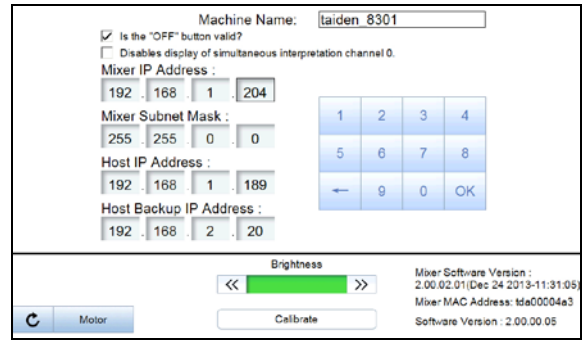 Machine Name: taiden_8301
Is the "OFF" button valid?
Disables display of simultaneous interpretation channel 0.
Mixer IP Address :
192 . 168 . 1 . 204
Mixer Subnet Mask :
255 . 255 . 0 . 0
Host IP Address :
192 . 168 . 1 . 189
Host Backup IP Address :
192 . 168 . 2 . 20
1 2 3 4
5 6 7 8
← 9 0 OK
Brightness
<< >>
Calibrate
Motor
Mixer Software Version :
2.00.02.01(Dec 24 2013-11:31:05)
Mixer MAC Address: tda00004a3
Software Version : 2.00.00.05